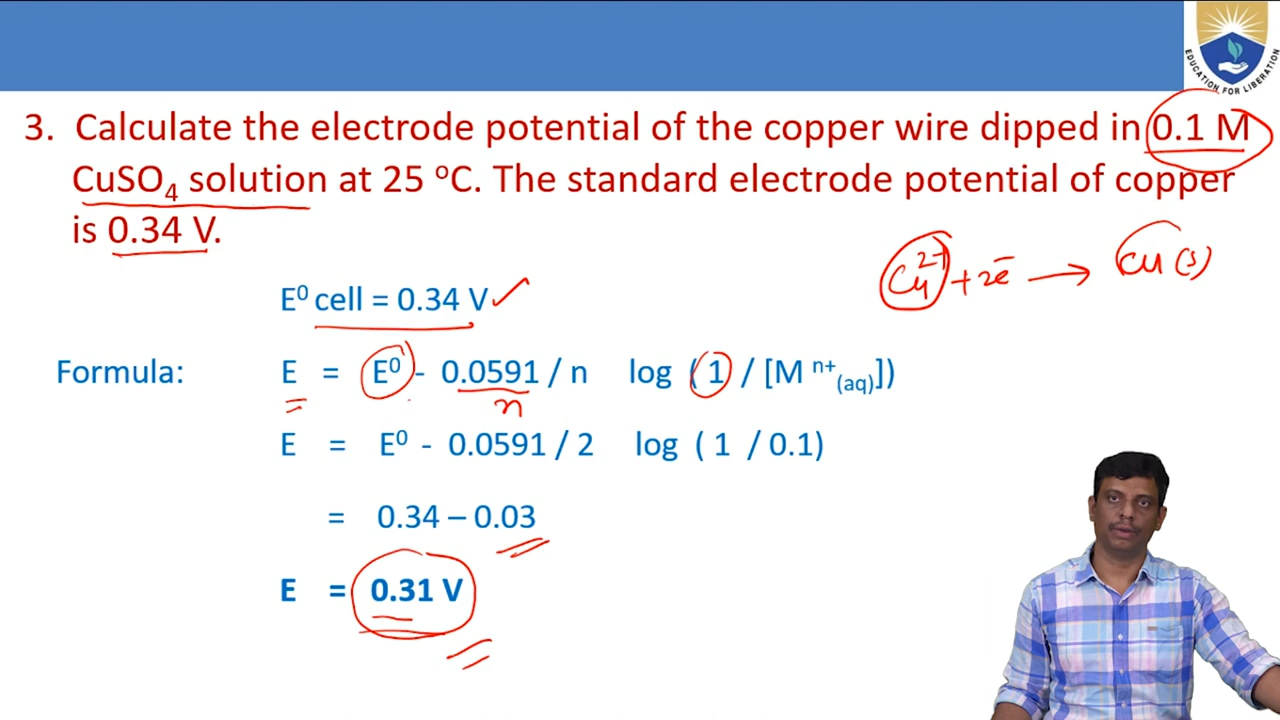 EDUCATION FOR LIBERATION
3. Calculate the electrode potential of the copper wire dipped in 0.1 M
CuSO₄ solution at 25 ⁰C. The standard electrode potential of copper
is 0.34 V.
Cu²⁺ + 2e⁻ → Cu (s)
E⁰ cell = 0.34 V ✓
Formula: E = E⁰ - 0.0591 / n log ( 1 / [M ⁿ⁺₍aq₎])
n
E = E⁰ - 0.0591 / 2 log ( 1 / 0.1)
= 0.34 – 0.03
E = 0.31 V